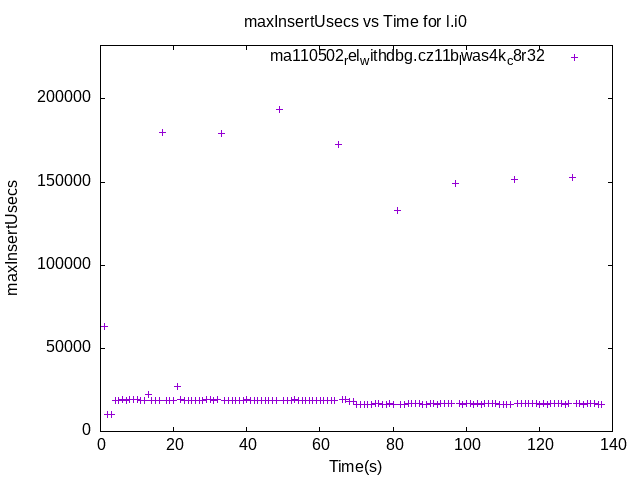 maxInsertUsecs vs Time for l.i0
ma110502relwithdbg.cz11blwas4kc8r32
200000
150000
100000
50000
0
maxInsertUsecs
0 20 40 60 80 100 120 140
Time(s)